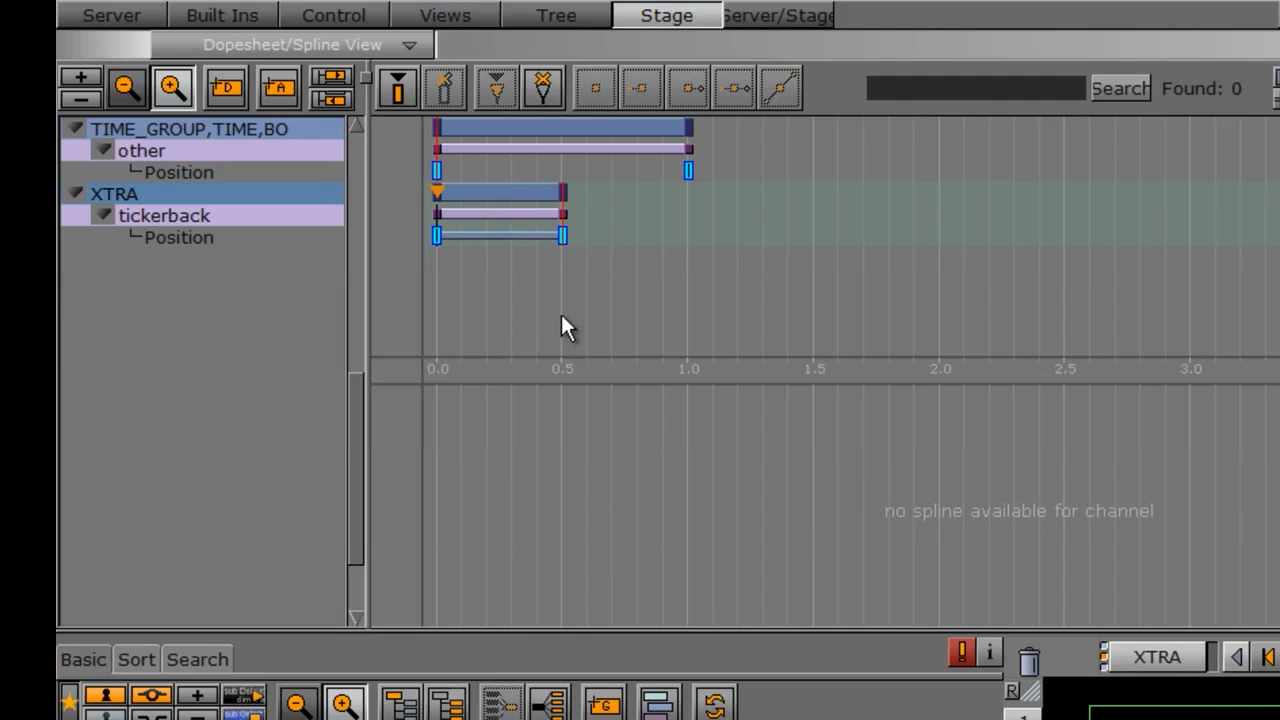 Server Built Ins Control Views Tree Stage Server/Stage
Dopesheet/Spline View
D A Search Found: 0
TIME_GROUP,TIME,BO
other
Position
XTRA
tickerback
Position
0.0 0.5 1.0 1.5 2.0 2.5 3.0
no spline available for channel
Basic Sort Search XTRA
R
G